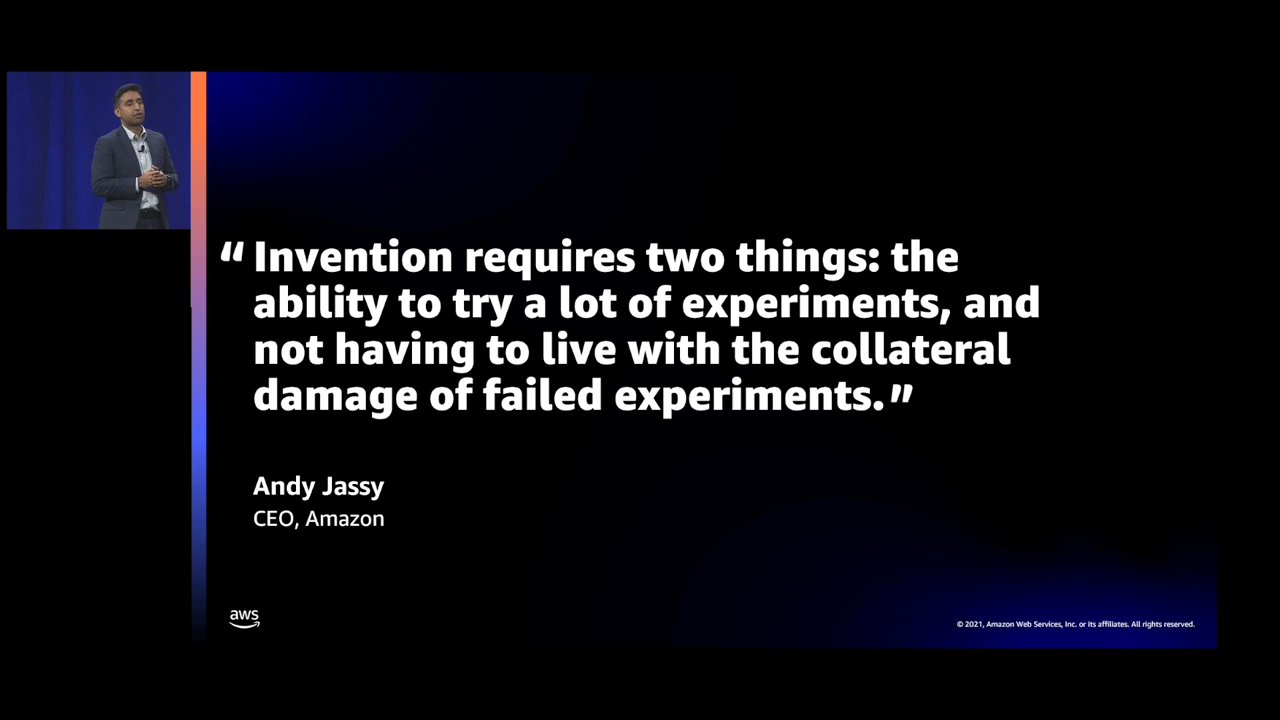 “Invention requires two things: the
ability to try a lot of experiments, and
not having to live with the collateral
damage of failed experiments.”
Andy Jassy
CEO, Amazon
aws
© 2021, Amazon Web Services, Inc. or its affiliates. All rights reserved.